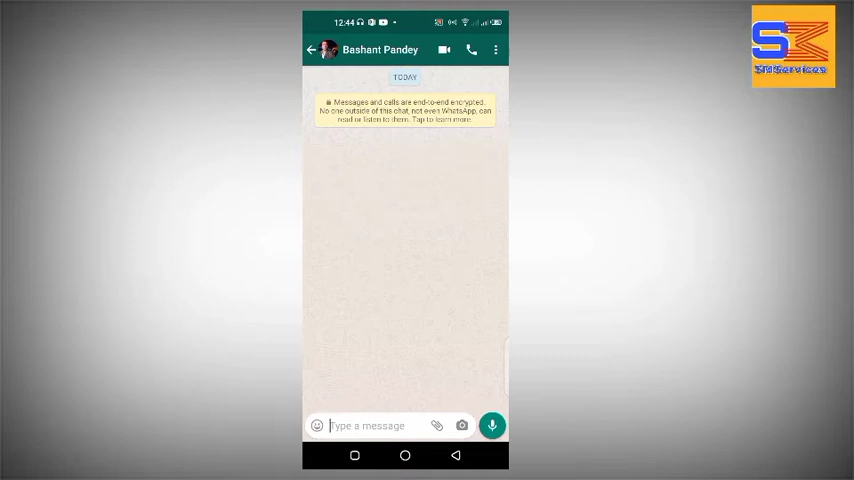 12:44
Bashant Pandey
TODAY
Messages and calls are end-to-end encrypted.
No one outside of this chat, not even WhatsApp, can
read or listen to them. Tap to learn more.
Type a message
SMServices